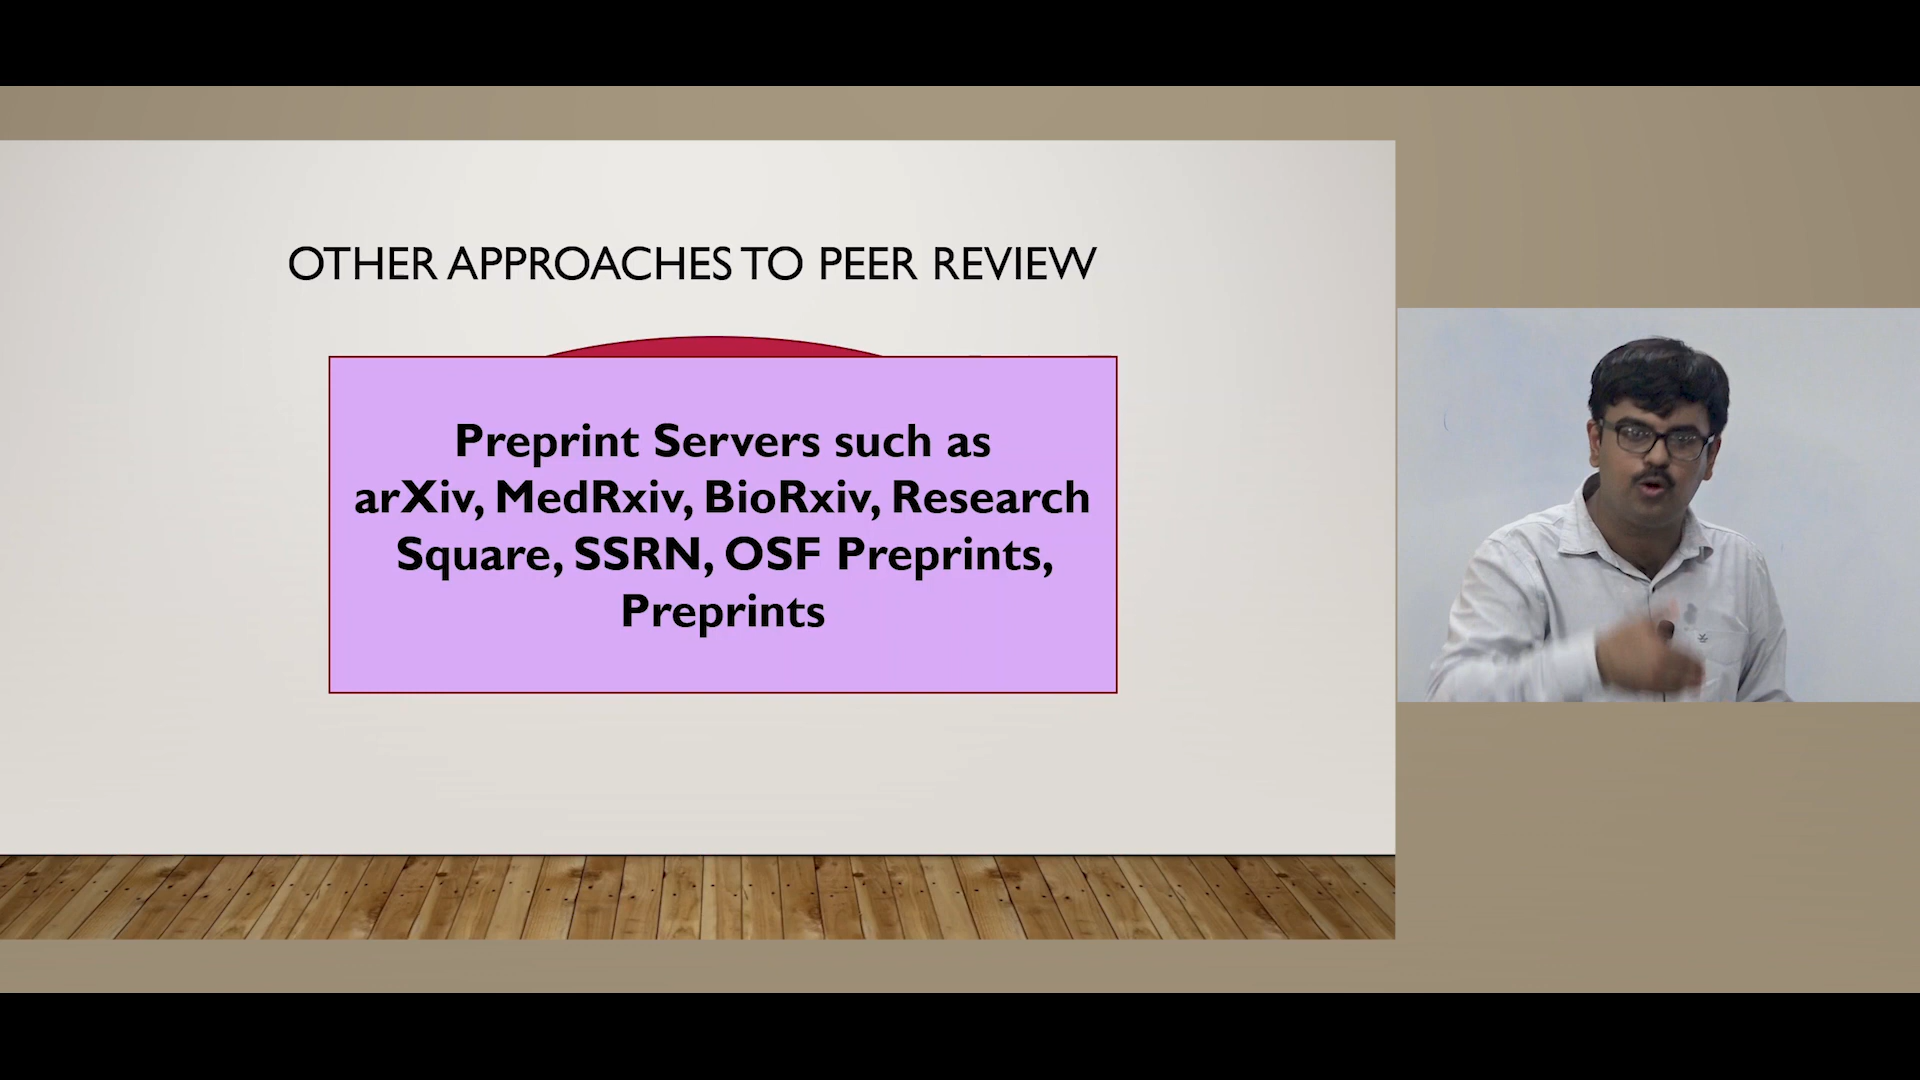 OTHER APPROACHES TO PEER REVIEW
Preprint Servers such as
arXiv, MedRxiv, BioRxiv, Research
Square, SSRN, OSF Preprints,
Preprints